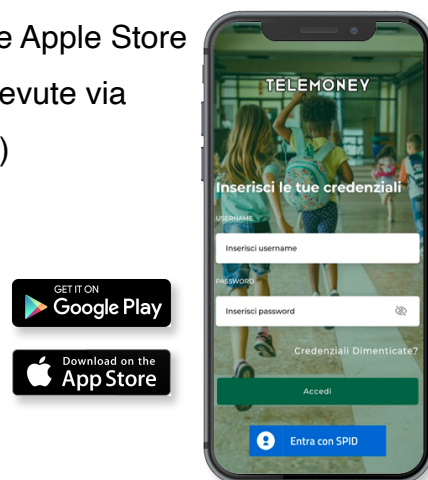 e Apple Store
evute via
)
TELEMONEY
Inserisci le tue credenziali
USERNAME
Inserisci username
PASSWORD
Inserisci password
Credenziali Dimenticate?
Accedi
Entra con SPID
GET IT ON
Google Play
Download on the
App Store